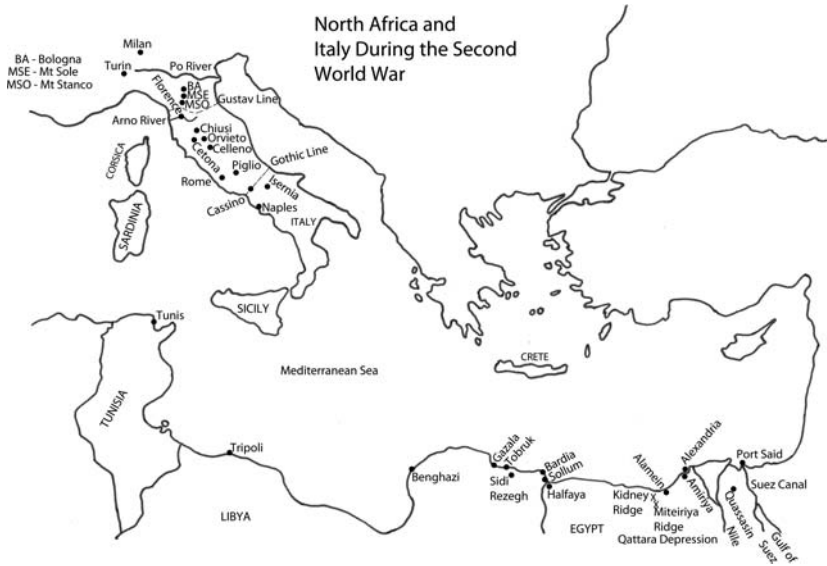 North Africa and
Italy During the Second
World War
Milan
BA - Bologna
MSE - Mt Sole
MSO - Mt Stanco
Turin
Po River
BA
MSE
MSO
Florence
Gustav Line
Arno River
Chiusi
Orvieto
Celleno
Cetona
Piglio
Gothic Line
Rome
Isernia
Cassino
Naples
ITALY
CORSICA
SARDINIA
SICILY
Tunis
Mediterranean Sea
CRETE
TUNISIA
Tripoli
Benghazi
LIBYA
Gazala
Tobruk
Sidi
Rezegh
Bardia
Sollum
Halfaya
EGYPT
Alamein
Kidney
Ridge
Miteiriya
Ridge
Qattara Depression
Alexandria
Amiriya
Port Said
Suez Canal
Quassasin
Nile
Gulf of
Suez